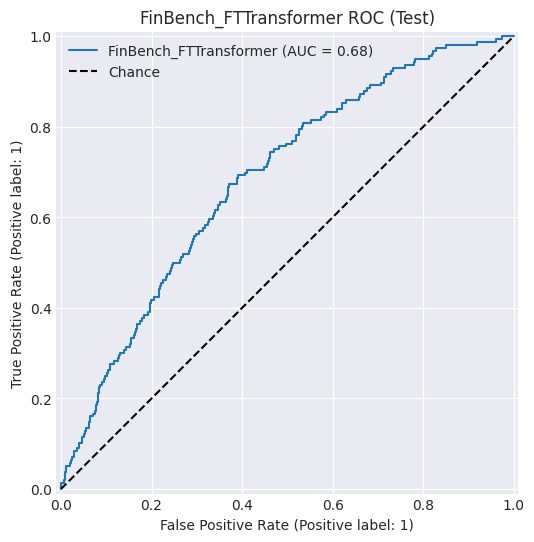 FinBench_FTTransformer ROC (Test)
FinBench_FTTransformer (AUC = 0.68)
Chance
True Positive Rate (Positive label: 1)
1.0
0.8
0.6
0.4
0.2
0.0
0.0 0.2 0.4 0.6 0.8 1.0
False Positive Rate (Positive label: 1)